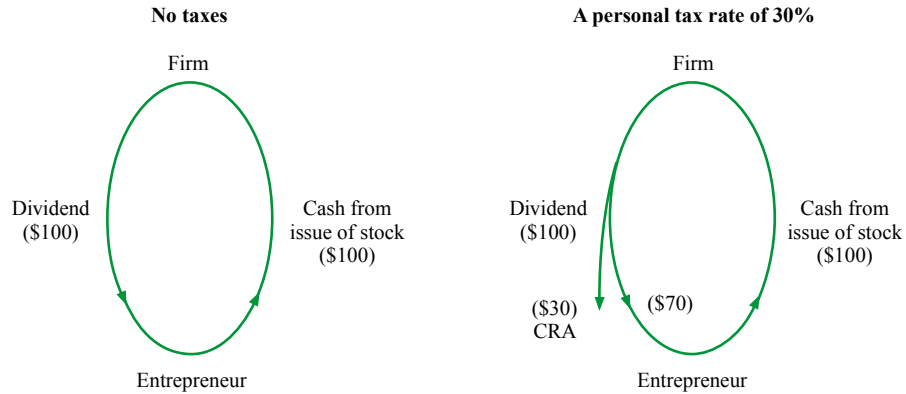 No taxes
Firm
Dividend
($100)
Cash from
issue of stock
($100)
Entrepreneur
A personal tax rate of 30%
Firm
Dividend
($100)
Cash from
issue of stock
($100)
($30)
CRA
($70)
Entrepreneur